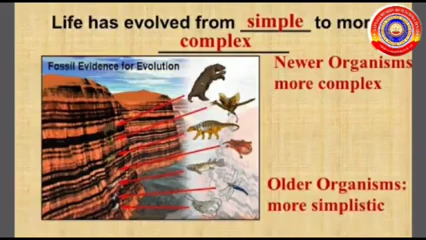 Life has evolved from simple to mor
complex
Fossil Evidence for Evolution
Newer Organisms
more complex
Older Organisms:
more simplistic